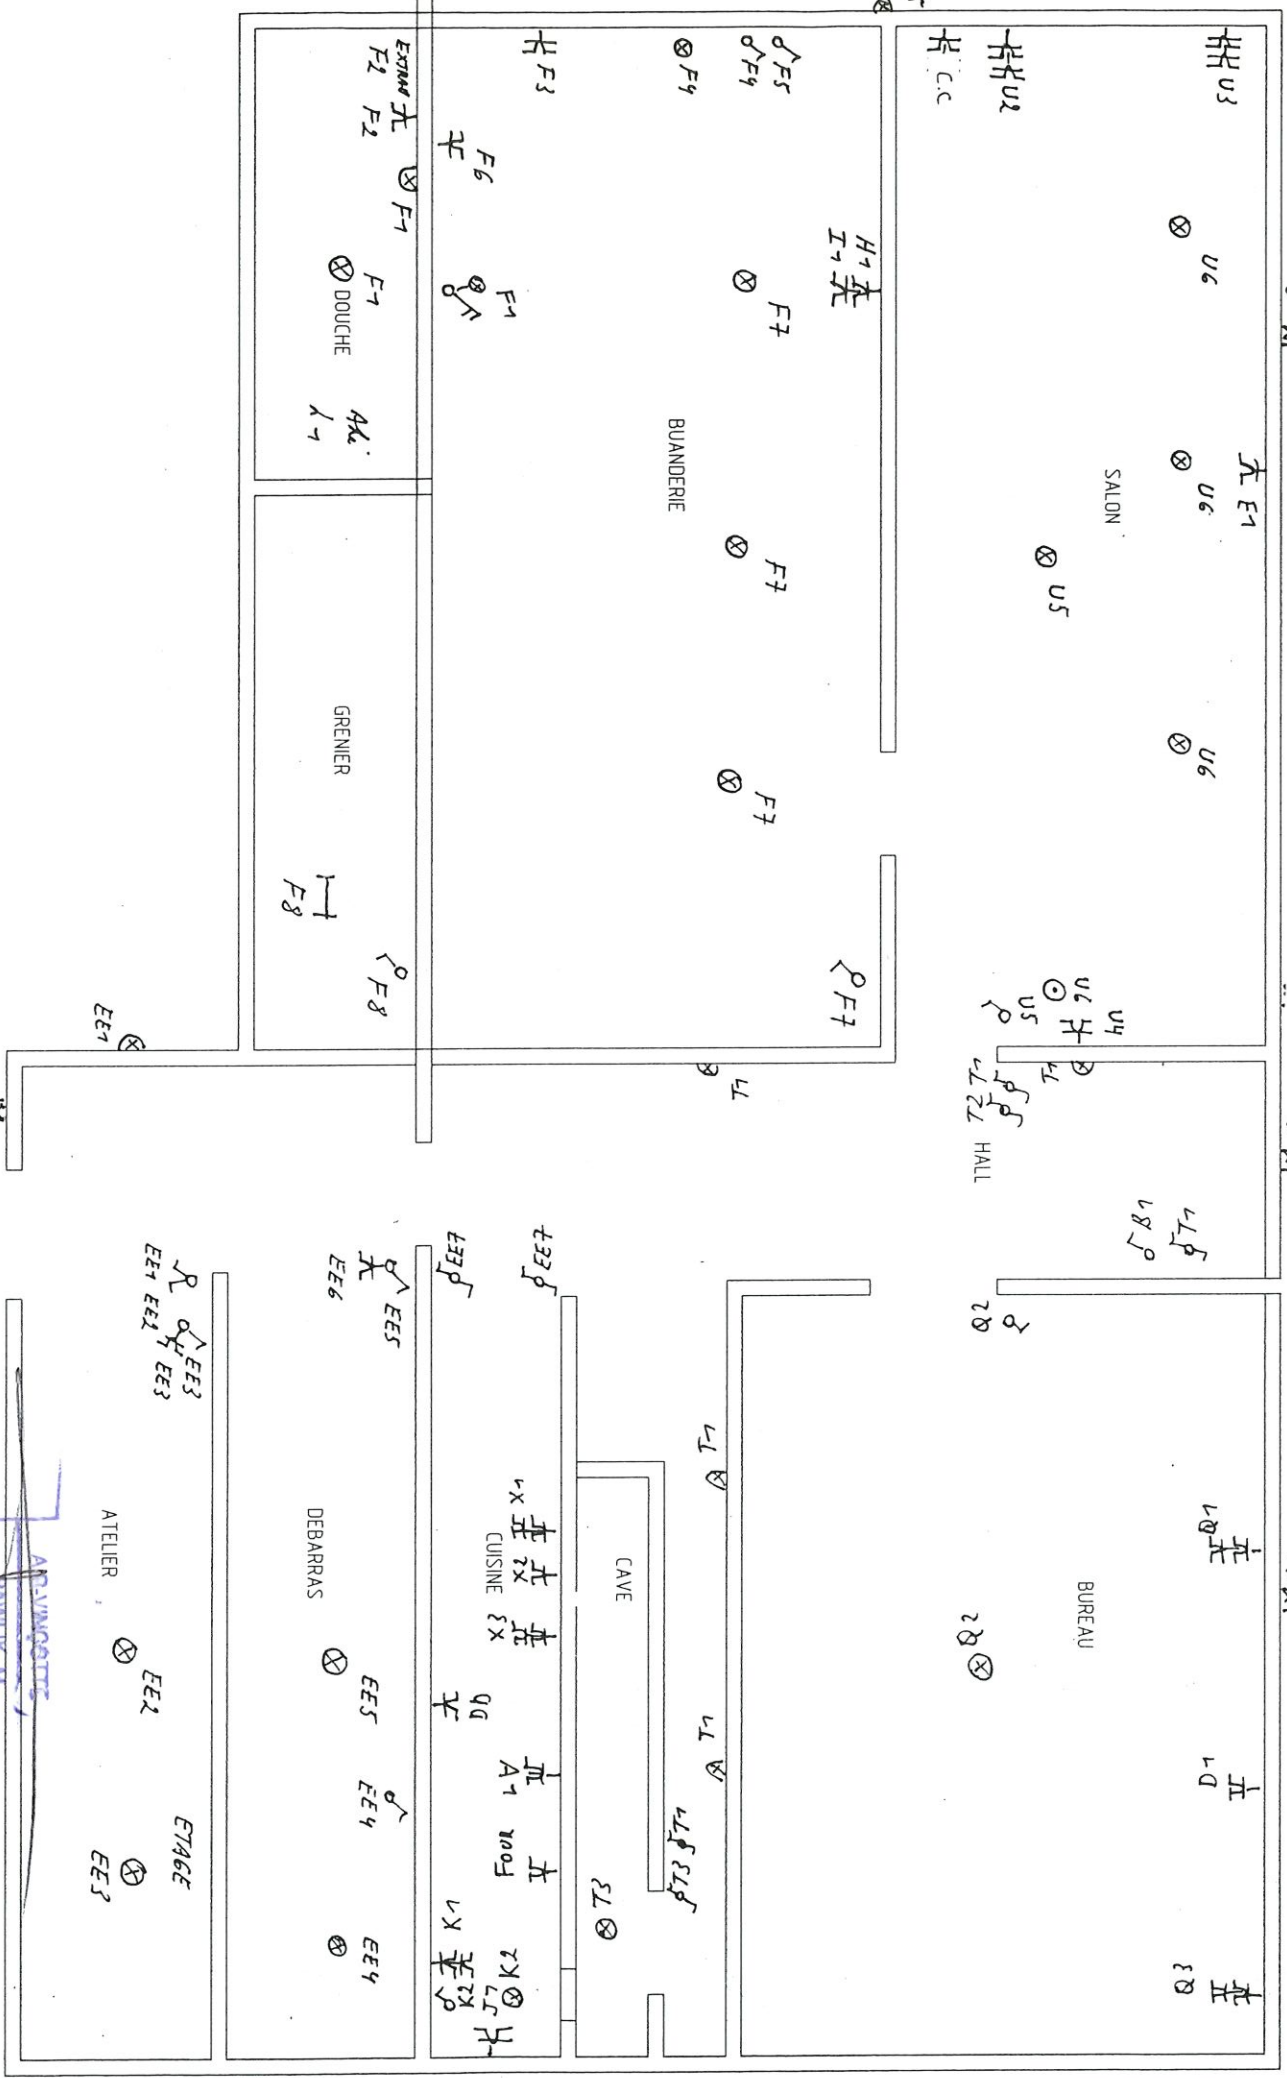 U3
U2
C.C
F5
F4
F4
F3
EXTRA
F2
F2
F6
F1
F1
F1
DOUCHE
Ali
H1
I1
F7
U6
U6
E1
SALON
U5
U6
BUANDERIE
F7
F7
GRENIER
F8
F8
F7
U4
U6
U5
EE1
T1
T2
HALL
T1
B1
Q2
EE7
EE7
EE6
EE5
EE1 EE2
EE3
EE3
T1
Q1
BUREAU
Q2
CAVE
X1
X2
X3
CUISINE
DEBARRAS
ATELIER
AIB-VINCOTTE
EE2
EE5
DD
A1
T1
D1
EE4
FOUR
T1
T3
ETAGE
EE3
T3
K1
K2
K2
J1
EE4
Q3